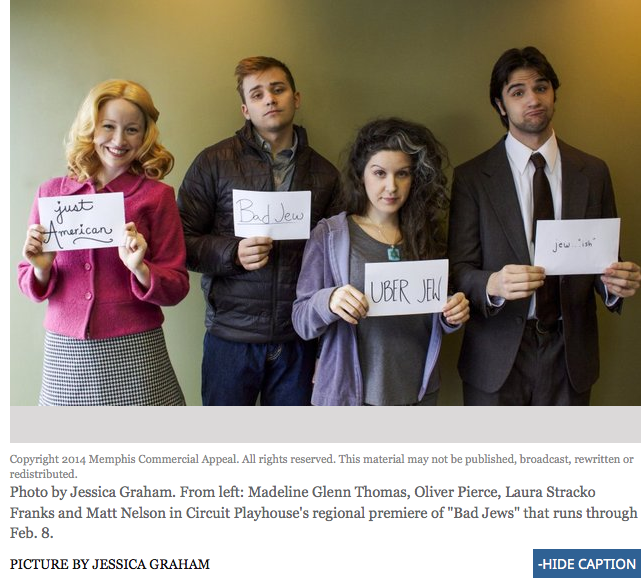 just
American
Bad Jew
UBER JEW
jew..."ish"
Copyright 2014 Memphis Commercial Appeal. All rights reserved. This material may not be published, broadcast, rewritten or
redistributed.
Photo by Jessica Graham. From left: Madeline Glenn Thomas, Oliver Pierce, Laura Stracko
Franks and Matt Nelson in Circuit Playhouse's regional premiere of "Bad Jews" that runs through
Feb. 8.
PICTURE BY JESSICA GRAHAM
-HIDE CAPTION